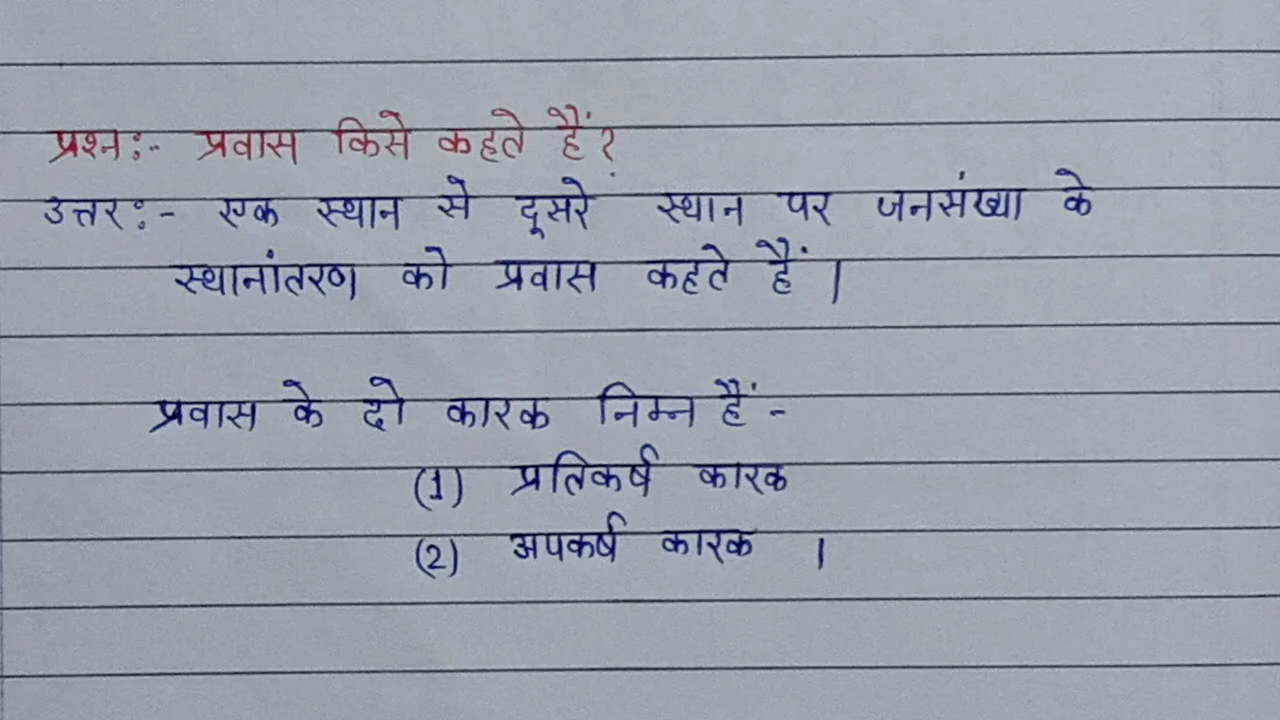 प्रश्न:- प्रवास किसे कहते हैं?
उत्तर:- एक स्थान से दूसरे स्थान पर जनसंख्या के
स्थानांतरण को प्रवास कहते हैं।
प्रवास के दो कारक निम्न हैं -
(1) प्रतिकर्ष कारक
(2) अपकर्ष कारक ।